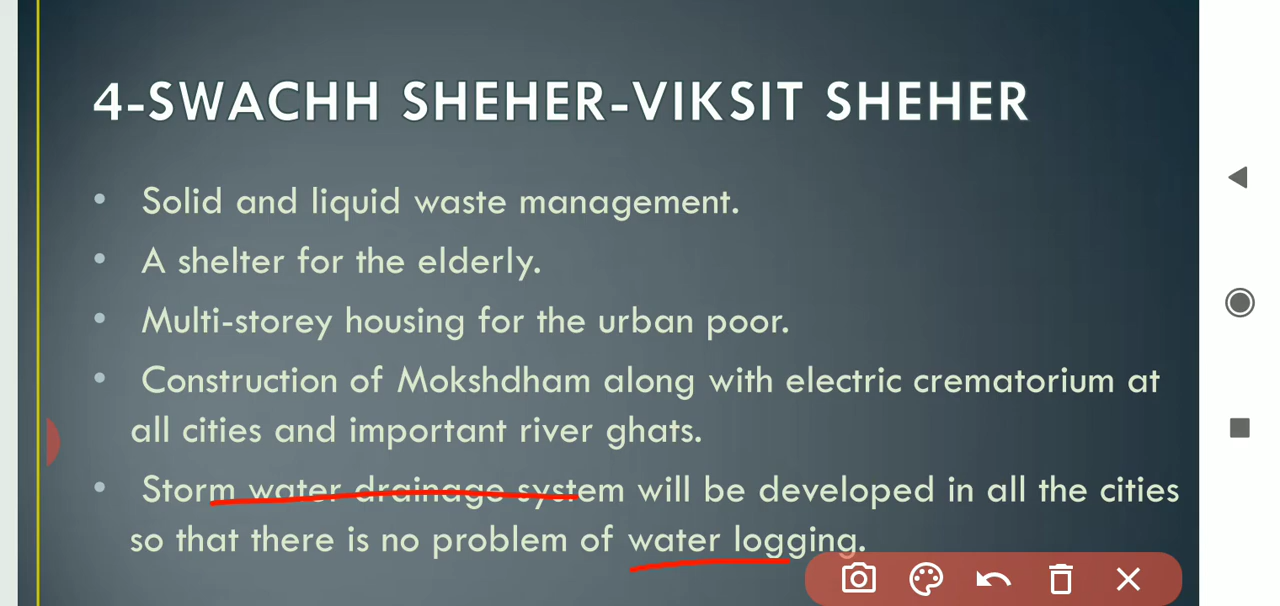 4-SWACHH SHEHER-VIKSIT SHEHER
• Solid and liquid waste management.
• A shelter for the elderly.
• Multi-storey housing for the urban poor.
• Construction of Mokshdham along with electric crematorium at
all cities and important river ghats.
• Storm water drainage system will be developed in all the cities
so that there is no problem of water logging.